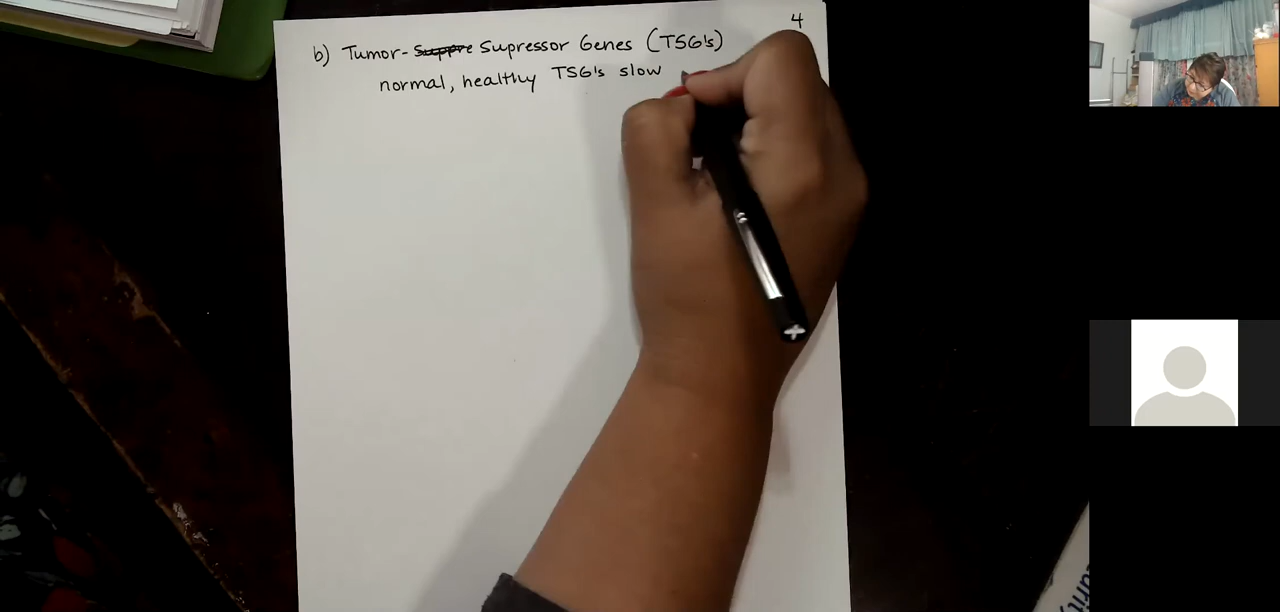 4
b) Tumor- Suppre Supressor Genes (TSG's)
normal, healthy TSG's slow